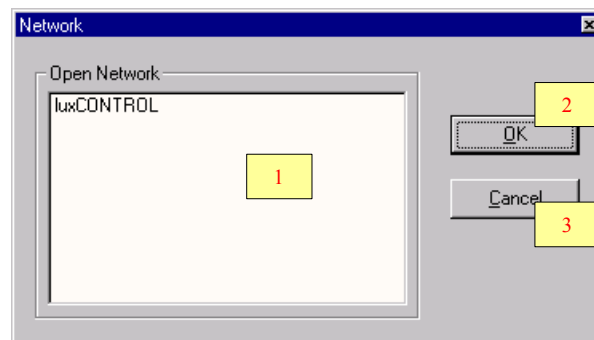 Network
Open Network
luxCONTROL
1
2
OK
Cancel
3